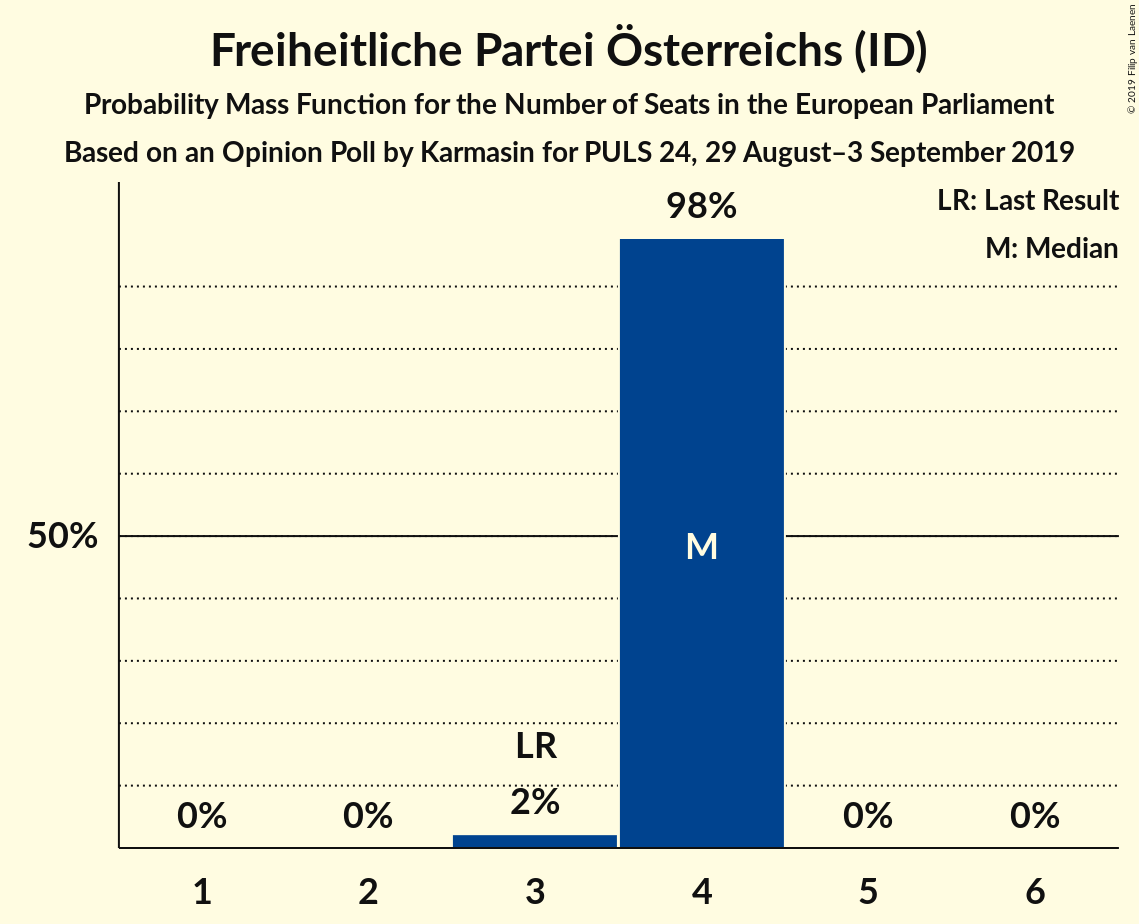 Freiheitliche Partei Österreichs (ID)
Probability Mass Function for the Number of Seats in the European Parliament
Based on an Opinion Poll by Karmasin for PULS 24, 29 August–3 September 2019
© 2019 Filip van Laenen
LR: Last Result
M: Median
98%
50%
M
LR
0%
0%
2%
0%
0%
1
2
3
4
5
6